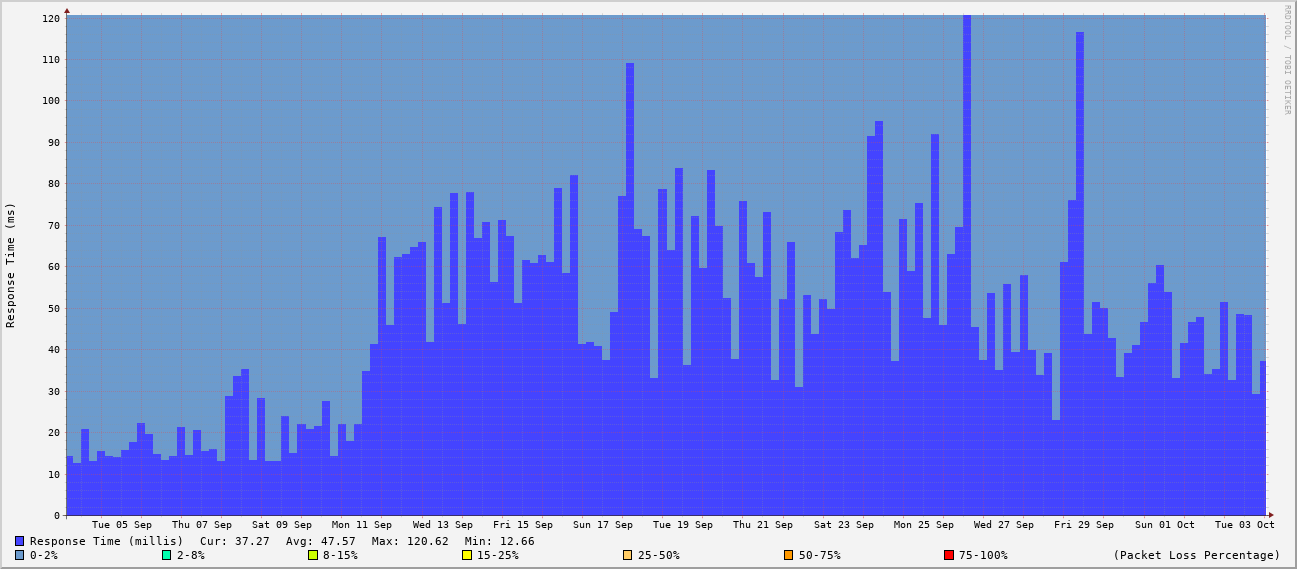 RRDTOOL / TOBI OETIKER
Response Time (ms)
120
110
100
90
80
70
60
50
40
30
20
10
0
Tue 05 Sep Thu 07 Sep Sat 09 Sep Mon 11 Sep Wed 13 Sep Fri 15 Sep Sun 17 Sep Tue 19 Sep Thu 21 Sep Sat 23 Sep Mon 25 Sep Wed 27 Sep Fri 29 Sep Sun 01 Oct Tue 03 Oct
Response Time (millis) Cur: 37.27 Avg: 47.57 Max: 120.62 Min: 12.66
0-2% 2-8% 8-15% 15-25% 25-50% 50-75% 75-100% (Packet Loss Percentage)